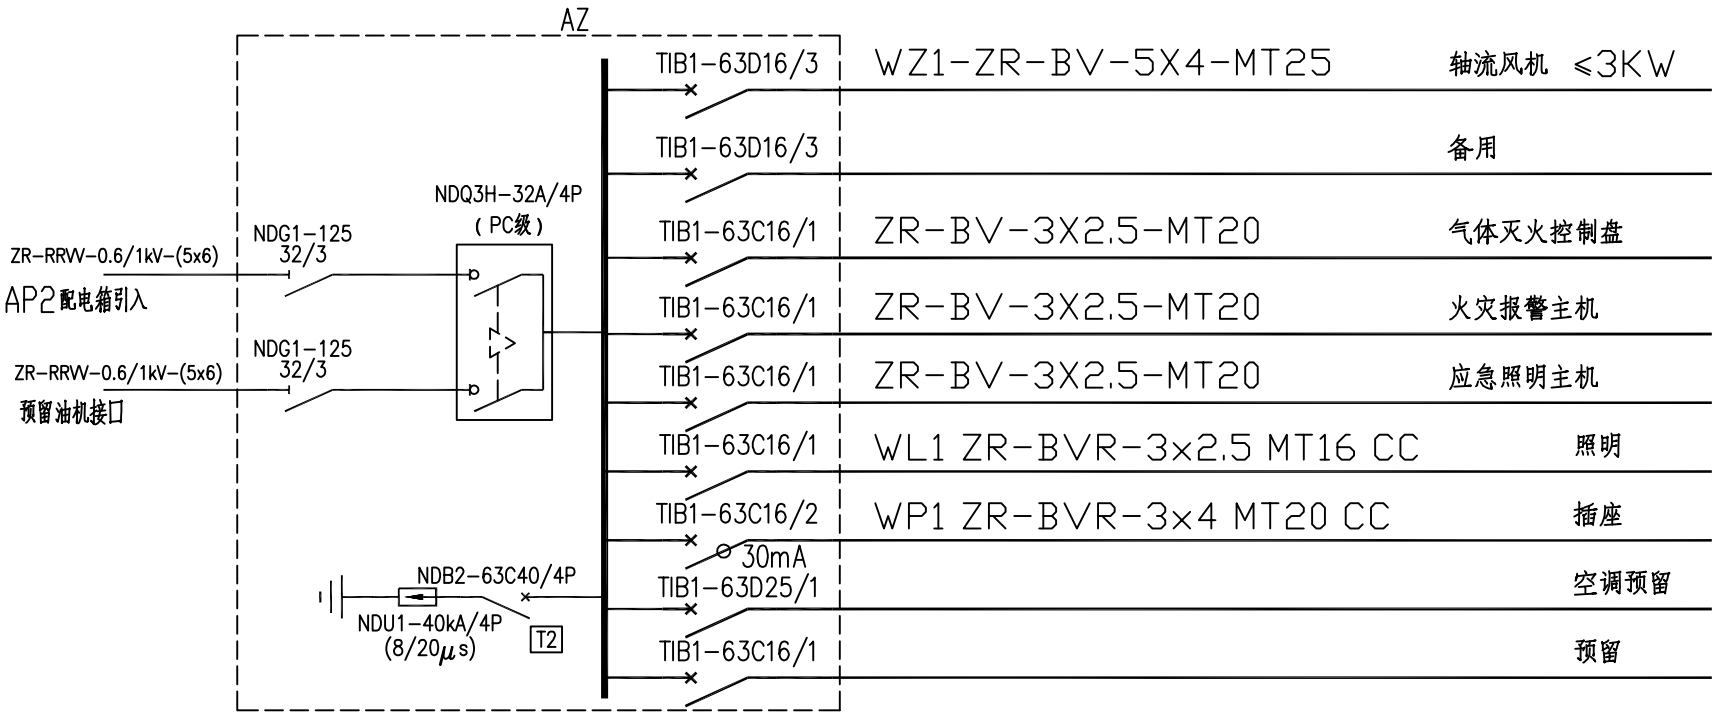 AZ
TIB1-63D16/3 WZ1-ZR-BV-5X4-MT25 轴流风机 ≤3KW
TIB1-63D16/3 备用
NDQ3H-32A/4P
(PC级)
TIB1-63C16/1 ZR-BV-3X2.5-MT20 气体灭火控制盘
NDG1-125
32/3
ZR-RRVV-0.6/1kV-(5x6)
AP2配电箱引入
TIB1-63C16/1 ZR-BV-3X2.5-MT20 火灾报警主机
NDG1-125
32/3
ZR-RRVV-0.6/1kV-(5x6)
预留油机接口
TIB1-63C16/1 ZR-BV-3X2.5-MT20 应急照明主机
TIB1-63C16/1 WL1 ZR-BVR-3x2.5 MT16 CC 照明
TIB1-63C16/2 WP1 ZR-BVR-3x4 MT20 CC 插座
30mA
NDB2-63C40/4P
TIB1-63D25/1 空调预留
NDU1-40kA/4P
(8/20μs)
T2
TIB1-63C16/1 预留